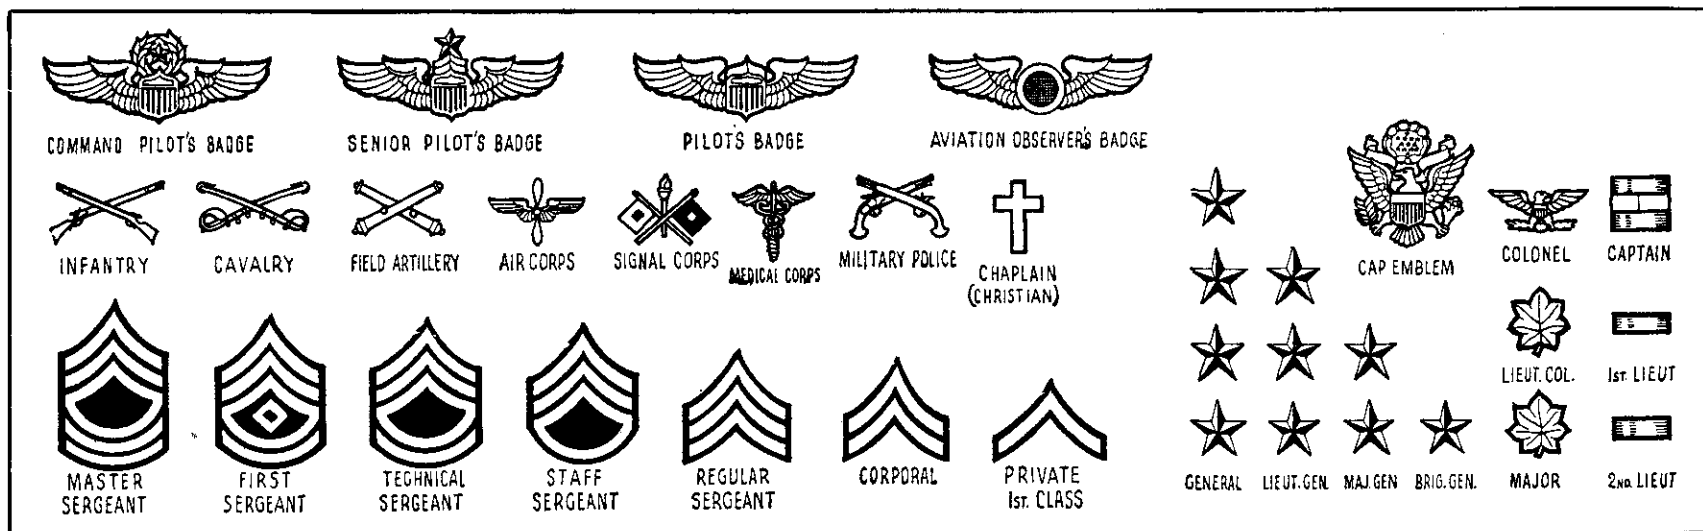 COMMAND PILOT'S BADGE
SENIOR PILOT'S BADGE
PILOT'S BADGE
AVIATION OBSERVER'S BADGE
INFANTRY
CAVALRY
FIELD ARTILLERY
AIR CORPS
SIGNAL CORPS
MEDICAL CORPS
MILITARY POLICE
CHAPLAIN
(CHRISTIAN)
CAP EMBLEM
COLONEL
CAPTAIN
LIEUT. COL.
1ST. LIEUT
MASTER
SERGEANT
FIRST
SERGEANT
TECHNICAL
SERGEANT
STAFF
SERGEANT
REGULAR
SERGEANT
CORPORAL
PRIVATE
1ST. CLASS
GENERAL
LIEUT. GEN.
MAJ. GEN
BRIG. GEN.
MAJOR
2ND. LIEUT